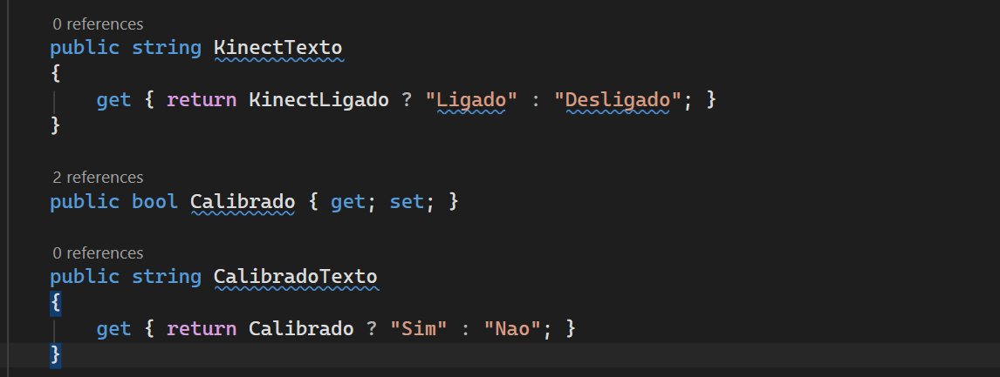 0 references
public string KinectTexto
{
get { return KinectLigado ? "Ligado" : "Desligado"; }
}
2 references
public bool Calibrado { get; set; }
0 references
public string CalibradoTexto
{
get { return Calibrado ? "Sim" : "Nao"; }
}